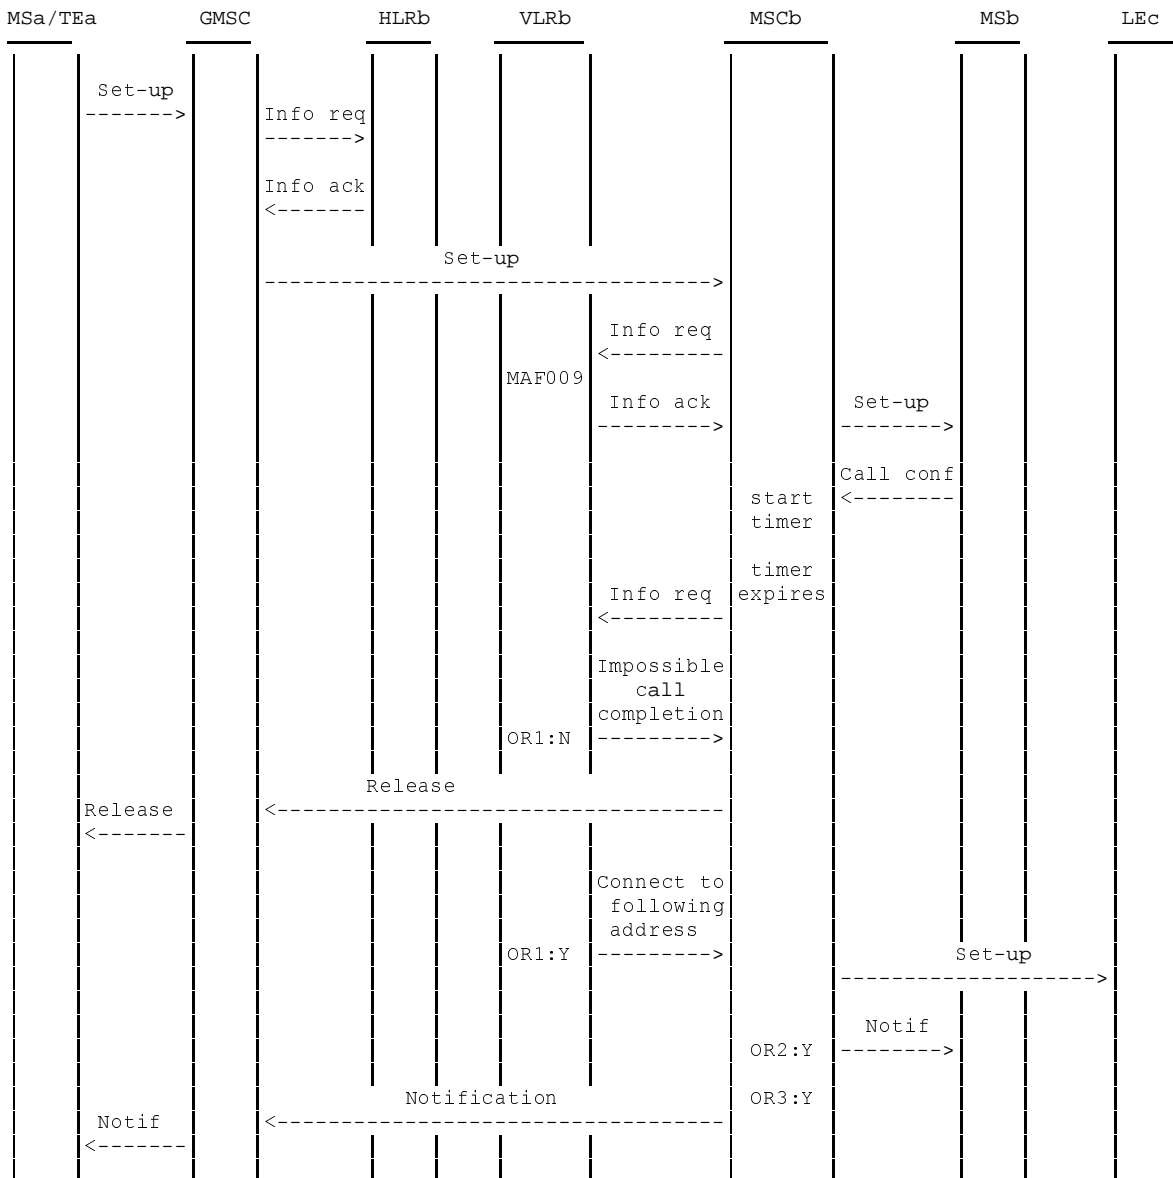 MSa/TEa GMSC HLRb VLRb MSCb MSb LEc
Set-up
------->
Info req
------->
Info ack
<-------
Set-up
----------------------------------->
Info req
<---------
MAF009
Info ack Set-up
---------> -------->
Call conf
start <--------
timer
timer
Info req expires
<---------
Impossible
call
completion
OR1:N --------->
Release
Release <-----------------------------------
<-------
Connect to
following
address
OR1:Y ---------> Set-up
-------------------->
Notif
OR2:Y -------->
Notification OR3:Y
Notif <-----------------------------------
<-------